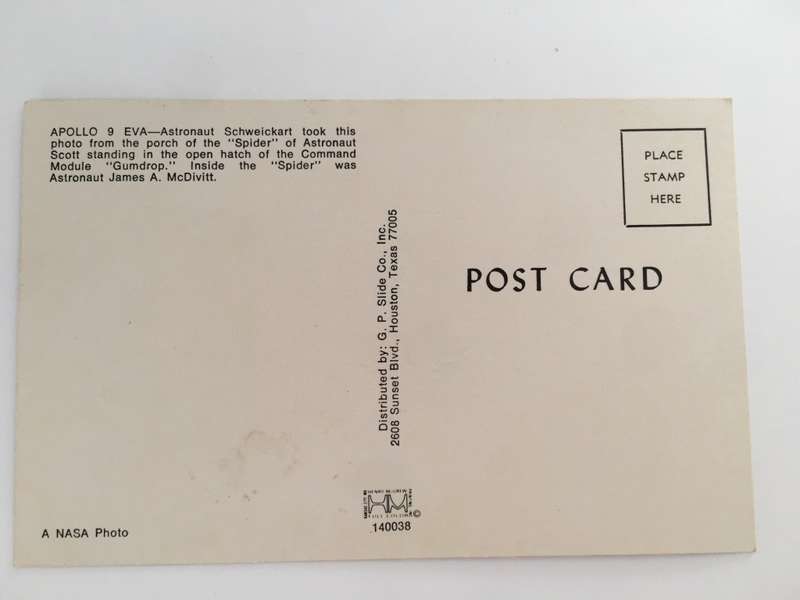 APOLLO 9 EVA—Astronaut Schweickart took this
photo from the porch of the "Spider" of Astronaut
Scott standing in the open hatch of the Command
Module "Gumdrop." Inside the "Spider" was
Astronaut James A. McDivitt.
PLACE
STAMP
HERE
POST CARD
Distributed by: G. P. Slide Co., Inc.
2608 Sunset Blvd., Houston, Texas 77005
HM
©
140038
A NASA Photo